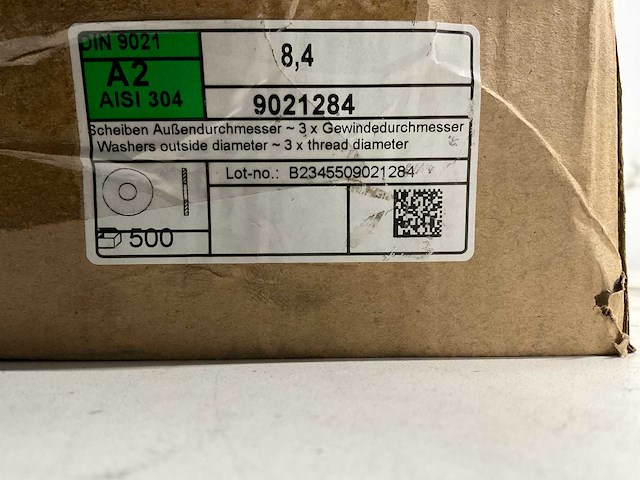 DIN 9021
A2
AISI 304
8,4
9021284
Scheiben Außendurchmesser ~ 3 x Gewindedurchmesser
Washers outside diameter ~ 3 x thread diameter
Lot-no.: B2345509021284
500